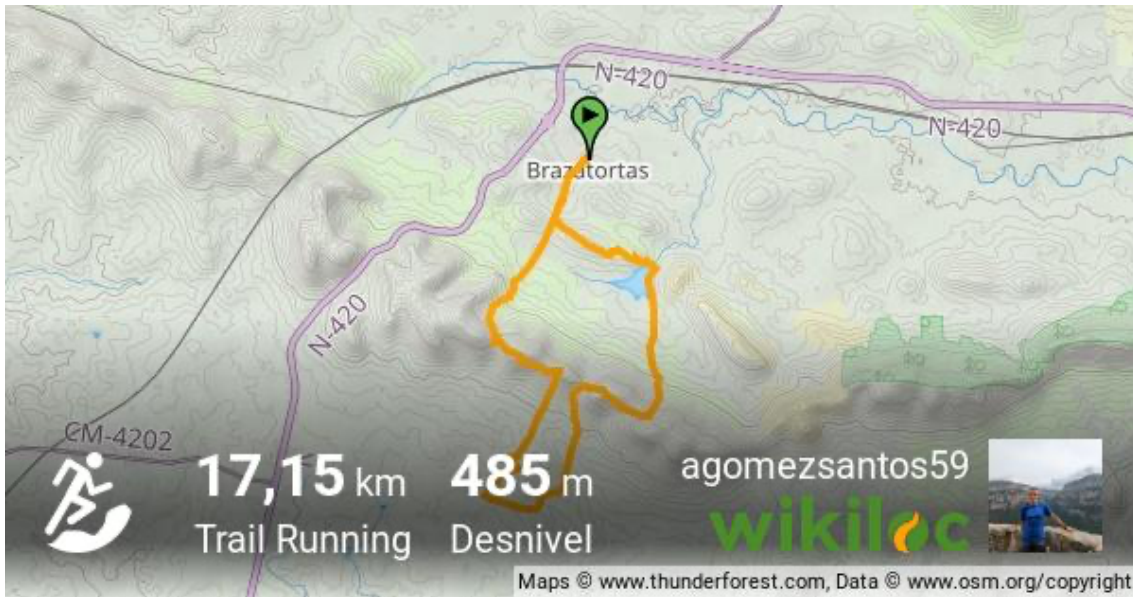 N-420
N-420
Brazatortas
N-420
CM-4202
17,15 km
Trail Running
485 m
Desnivel
agomezsantos59
wikiloc
Maps © www.thunderforest.com, Data © www.osm.org/copyright